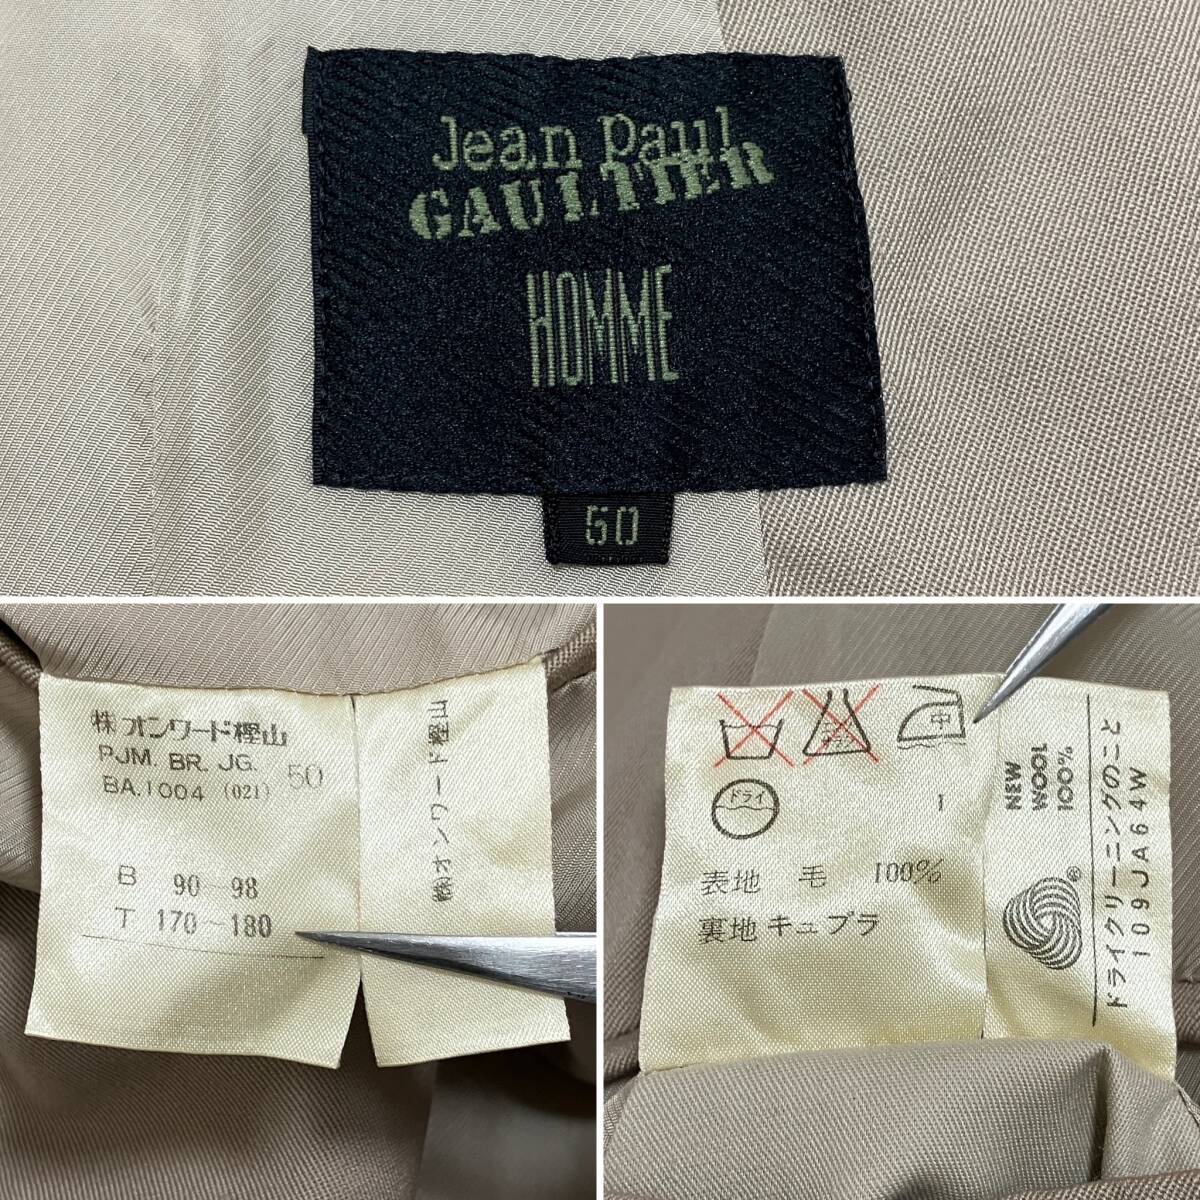 Jean Paul
GAULTIER
HOMME
50
株オンワード樫山
PJM. BR. JG. 50
BA.1004 (021)
B 90-98
T 170~180
(株)オンワード樫山
中
ドライ
1
表地 毛 100%
裏地 キュプラ
NEW
WOOL
100%
®
ドライクリーニングのこと
109JA64W